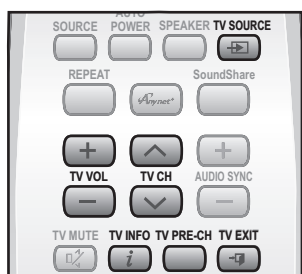 AUTO
SOURCE POWER SPEAKER TV SOURCE
REPEAT SoundShare
Anynet+
+ +
TV VOL TV CH AUDIO SYNC
− −
TV MUTE TV INFO TV PRE-CH TV EXIT
i